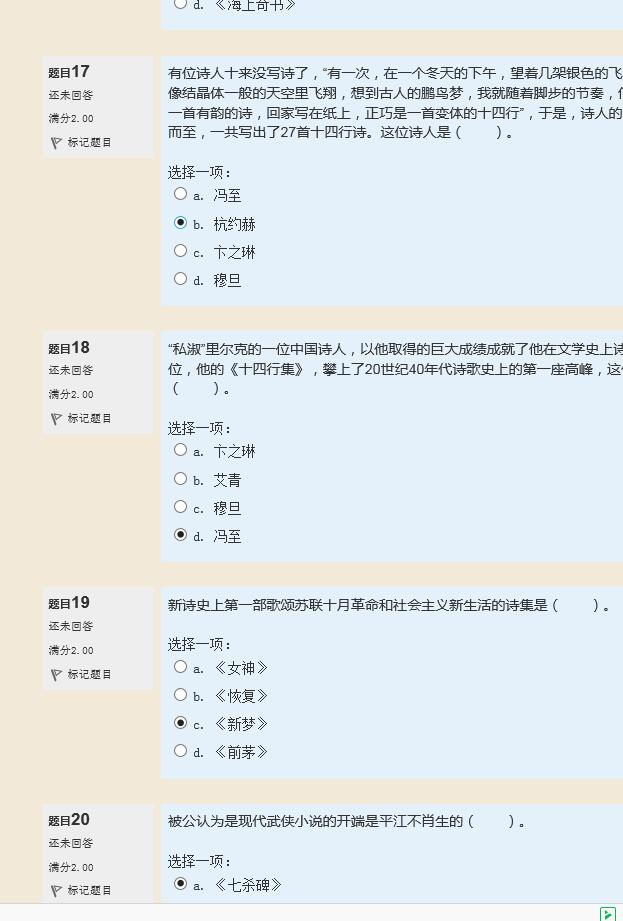 d. 《海上奇书》
题目17
还未回答
满分2.00
标记题目
有位诗人十来没写诗了，“有一次，在一个冬天的下午，望着几架银色的飞
像结晶体一般的天空里飞翔，想到古人的鹏鸟梦，我就随着脚步的节奏，
一首有韵的诗，回家写在纸上，正巧是一首变体的十四行”，于是，诗人的
而至，一共写出了27首十四行诗。这位诗人是（　　）。
选择一项：
a. 冯至
b. 杭约赫
c. 卞之琳
d. 穆旦
题目18
还未回答
满分2.00
标记题目
“私淑”里尔克的一位中国诗人，以他取得的巨大成绩成就了他在文学史上
位，他的《十四行集》，攀上了20世纪40年代诗歌史上的第一座高峰，这
（　　）。
选择一项：
a. 卞之琳
b. 艾青
c. 穆旦
d. 冯至
题目19
还未回答
满分2.00
标记题目
新诗史上第一部歌颂苏联十月革命和社会主义新生活的诗集是（　　）。
选择一项：
a. 《女神》
b. 《恢复》
c. 《新梦》
d. 《前茅》
题目20
还未回答
满分2.00
标记题目
被公认为是现代武侠小说的开端是平江不肖生的（　　）。
选择一项：
a. 《七杀碑》